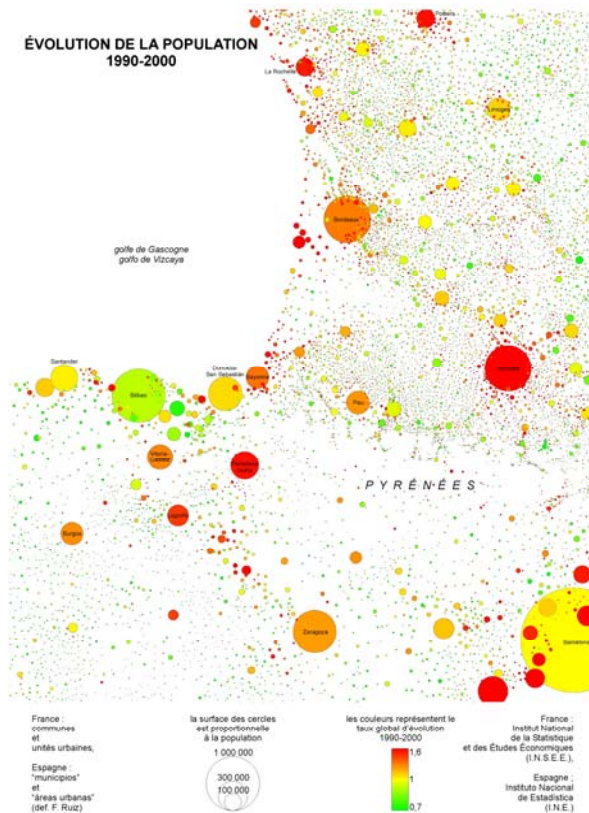 ÉVOLUTION DE LA POPULATION
1990-2000
Poitiers
La Rochelle
Limoges
Bordeaux
golfe de Gascogne
golfo de Vizcaya
Santander
Donostia-
San Sebastián
Bayonne
Toulouse
Bilbao
Pau
Vitoria-
Gasteiz
Pamplona
Iruña
PYRÉNÉES
Logroño
Burgos
Zaragoza
Barcelona
France :
communes
et
unités urbaines,
Espagne :
"municipios"
et
"áreas urbanas"
(def. F. Ruiz)
la surface des cercles
est proportionnelle
à la population
1 000 000
300 000
100 000
les couleurs représentent le
taux global d'évolution
1990-2000
1,6
1
0,7
France :
Institut National
de la Statistique
et des Études Économiques
(I.N.S.E.E.),
Espagne :
Instituto Nacional
de Estadística
(I.N.E.)